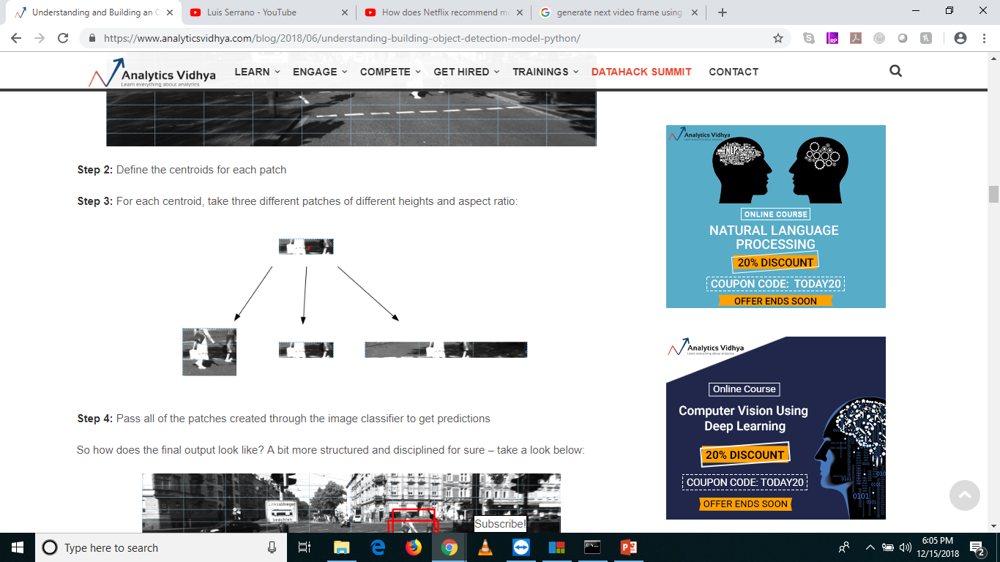 Understanding and Building an O
Luis Serrano - YouTube
How does Netflix recommend m
generate next video frame using
https://www.analyticsvidhya.com/blog/2018/06/understanding-building-object-detection-model-python/
Analytics Vidhya
Learn everything about analytics
LEARN
ENGAGE
COMPETE
GET HIRED
TRAININGS
DATAHACK SUMMIT
CONTACT
Step 2: Define the centroids for each patch
Step 3: For each centroid, take three different patches of different heights and aspect ratio:
Step 4: Pass all of the patches created through the image classifier to get predictions
So how does the final output look like? A bit more structured and disciplined for sure – take a look below:
Linksabbieger
beachten
Subscribe!
Analytics Vidhya
Learn everything about analytics
NLP
ONLINE COURSE
NATURAL LANGUAGE
PROCESSING
20% DISCOUNT
COUPON CODE: TODAY20
OFFER ENDS SOON
Analytics Vidhya
Learn everything about analytics
Online Course
Computer Vision Using
Deep Learning
20% DISCOUNT
COUPON CODE: TODAY20
OFFER ENDS SOON
0101
Type here to search
6:05 PM
12/15/2018
2